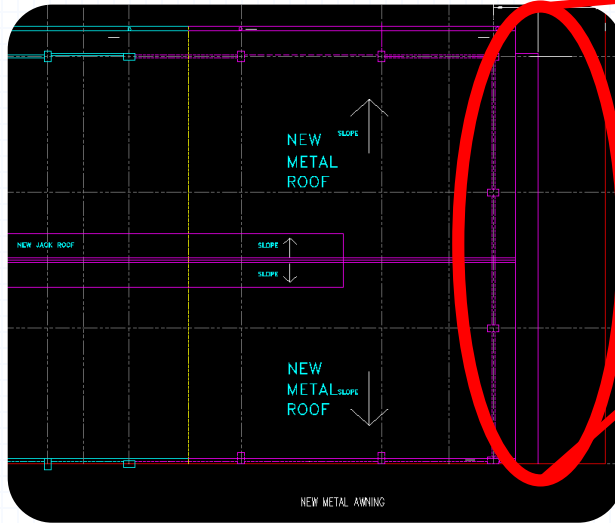 NEW
METAL
ROOF
SLOPE
NEW JACK ROOF
SLOPE
SLOPE
NEW
METAL
ROOF
SLOPE
NEW METAL AWNING